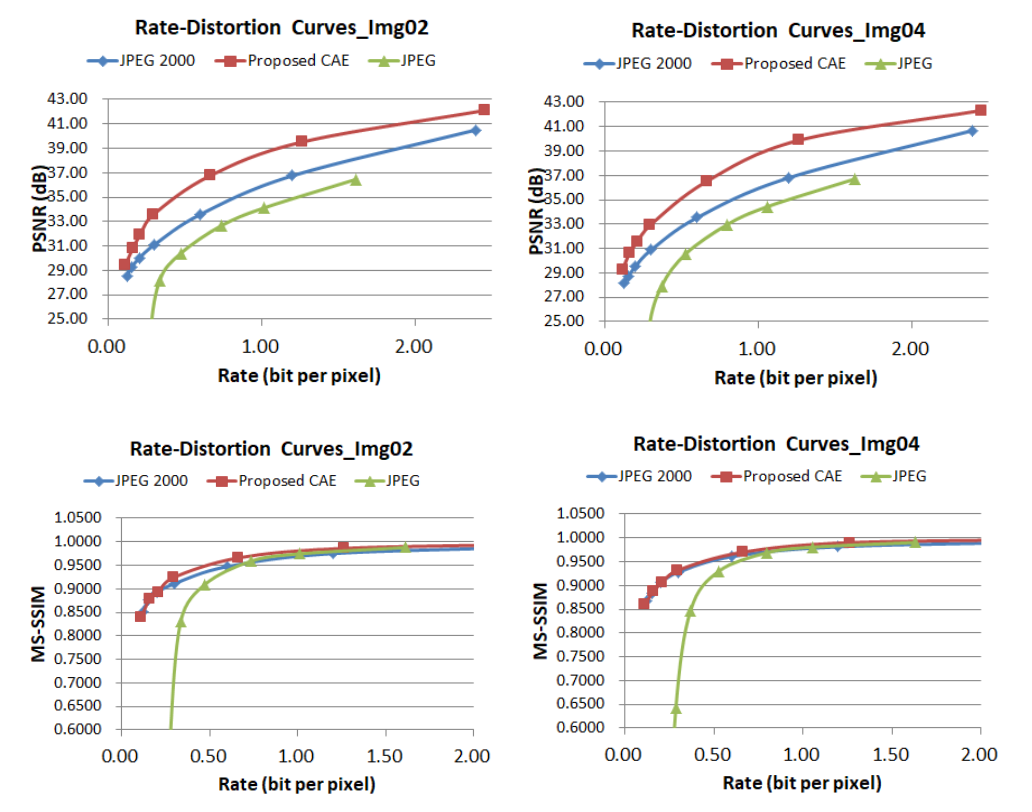 Rate-Distortion Curves_Img02
JPEG 2000 Proposed CAE JPEG
PSNR (dB)
43.00
41.00
39.00
37.00
35.00
33.00
31.00
29.00
27.00
25.00
0.00 1.00 2.00
Rate (bit per pixel)
Rate-Distortion Curves_Img04
JPEG 2000 Proposed CAE JPEG
PSNR (dB)
43.00
41.00
39.00
37.00
35.00
33.00
31.00
29.00
27.00
25.00
0.00 1.00 2.00
Rate (bit per pixel)
Rate-Distortion Curves_Img02
JPEG 2000 Proposed CAE JPEG
MS-SSIM
1.0500
1.0000
0.9500
0.9000
0.8500
0.8000
0.7500
0.7000
0.6500
0.6000
0.00 0.50 1.00 1.50 2.00
Rate (bit per pixel)
Rate-Distortion Curves_Img04
JPEG 2000 Proposed CAE JPEG
MS-SSIM
1.0500
1.0000
0.9500
0.9000
0.8500
0.8000
0.7500
0.7000
0.6500
0.6000
0.00 0.50 1.00 1.50 2.00
Rate (bit per pixel)